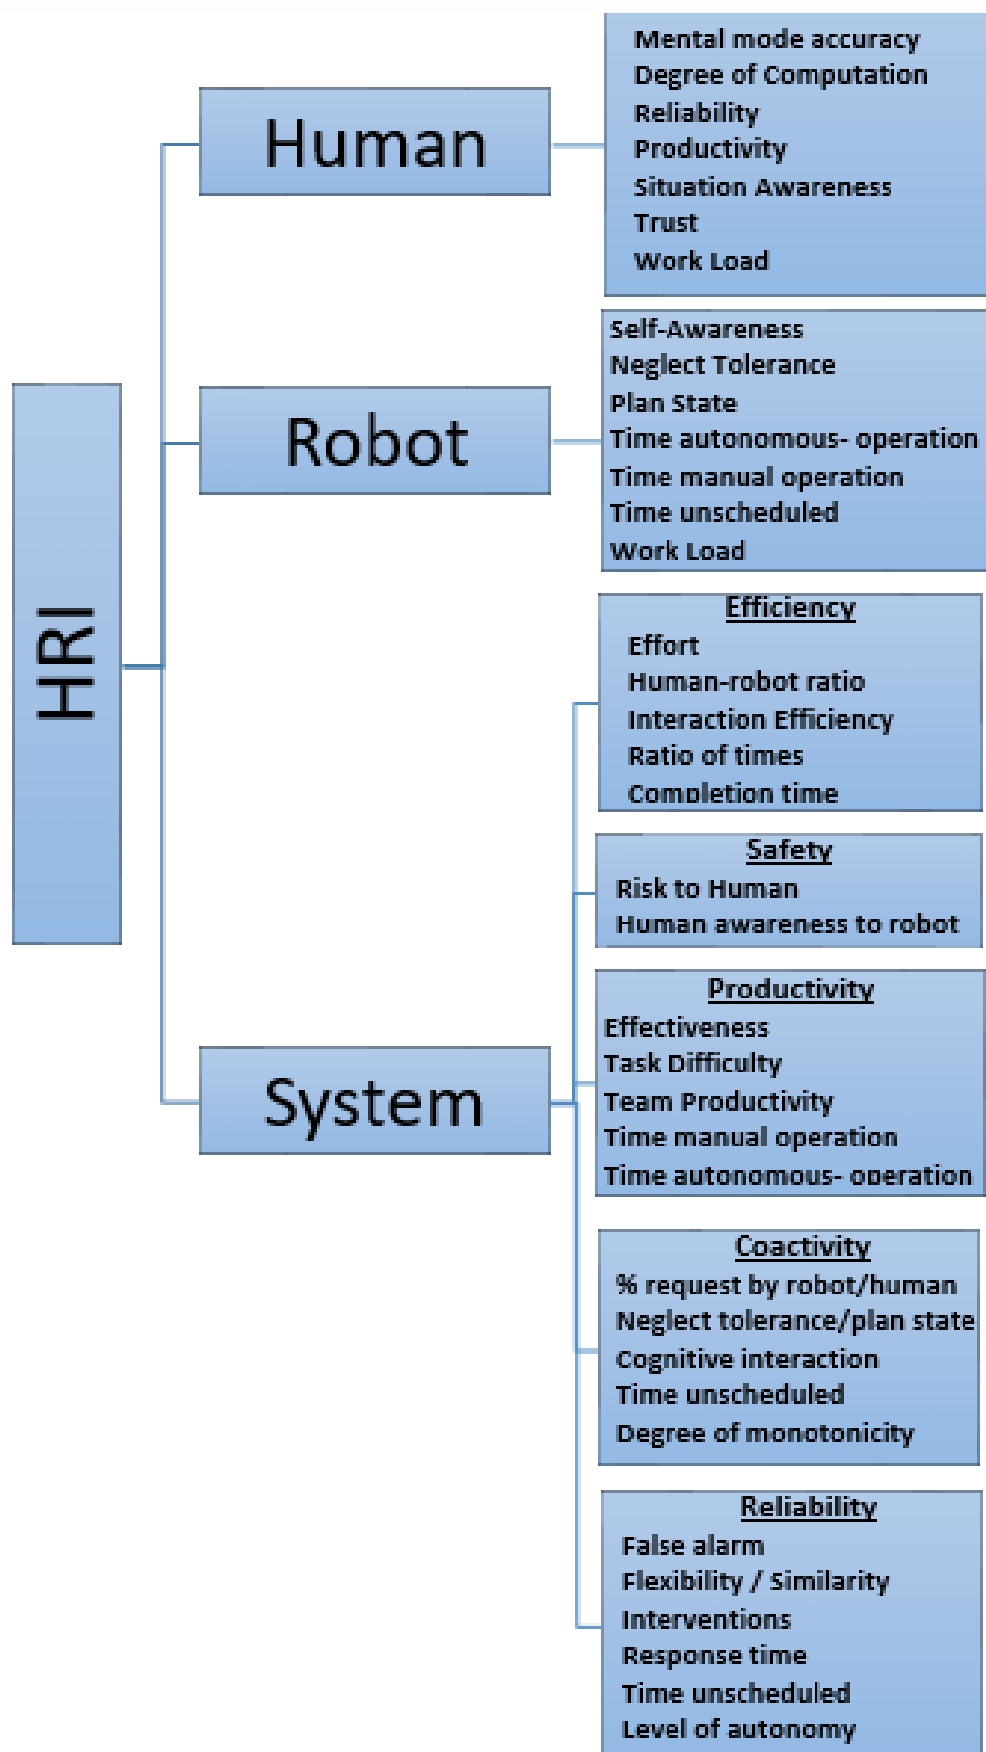 HRI
Human
Mental mode accuracy
Degree of Computation
Reliability
Productivity
Situation Awareness
Trust
Work Load
Robot
Self-Awareness
Neglect Tolerance
Plan State
Time autonomous- operation
Time manual operation
Time unscheduled
Work Load
System
Efficiency
Effort
Human-robot ratio
Interaction Efficiency
Ratio of times
Completion time
Safety
Risk to Human
Human awareness to robot
Productivity
Effectiveness
Task Difficulty
Team Productivity
Time manual operation
Time autonomous- operation
Coactivity
% request by robot/human
Neglect tolerance/plan state
Cognitive interaction
Time unscheduled
Degree of monotonicity
Reliability
False alarm
Flexibility / Similarity
Interventions
Response time
Time unscheduled
Level of autonomy